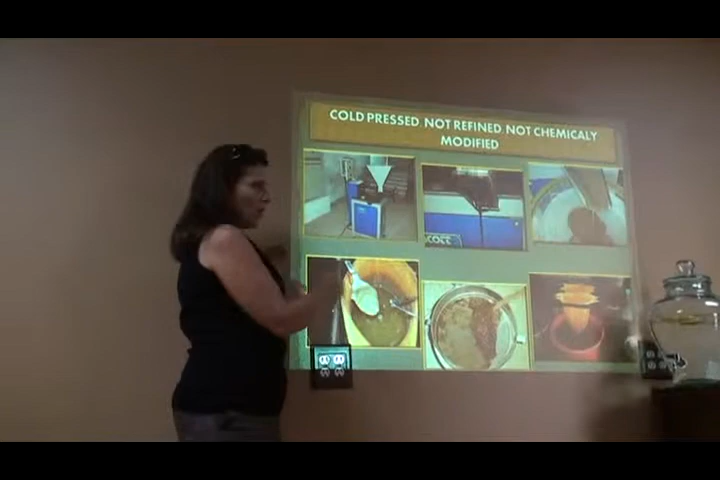 COLD PRESSED, NOT REFINED NOT CHEMICALY
MODIFIED